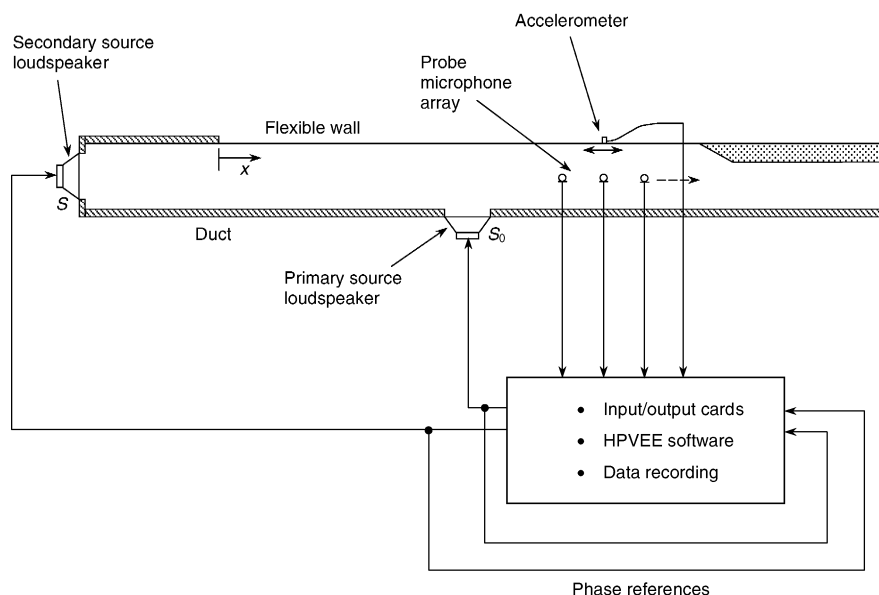 Accelerometer
Secondary source
loudspeaker
Probe
microphone
array
Flexible wall
x
S
Duct
S0
Primary source
loudspeaker
• Input/output cards
• HPVEE software
• Data recording
Phase references